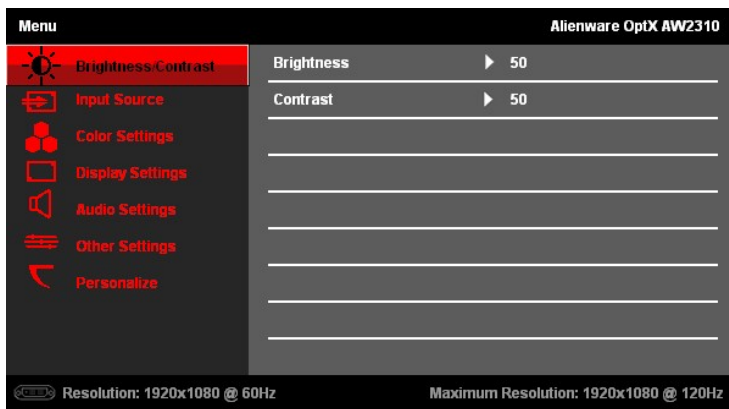 Menu
Alienware OptX AW2310
Brightness/Contrast
Brightness 50
Input Source
Contrast 50
Color Settings
Display Settings
Audio Settings
Other Settings
Personalize
Resolution: 1920x1080 @ 60Hz
Maximum Resolution: 1920x1080 @ 120Hz